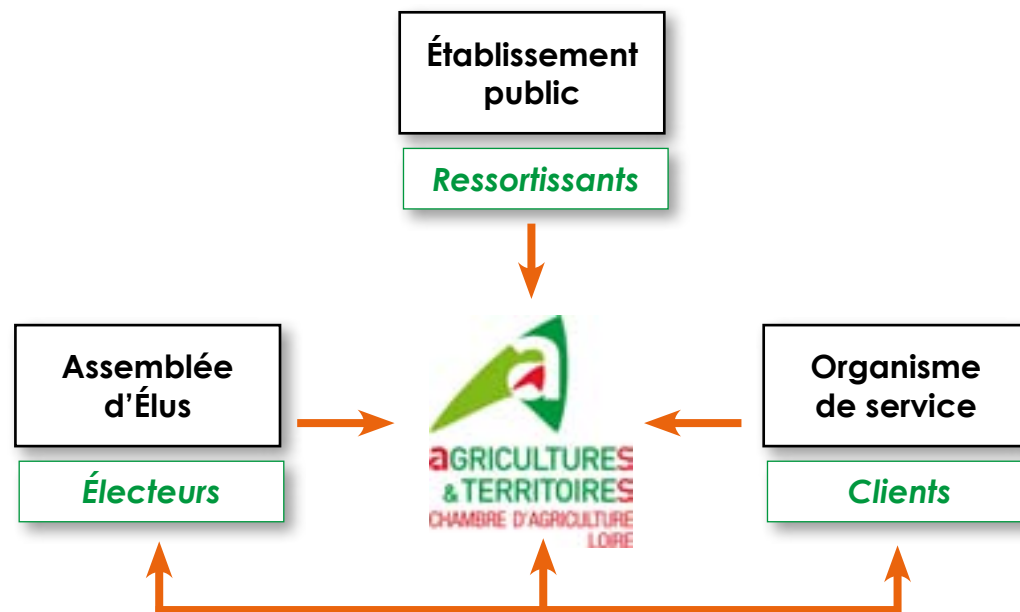 Établissement
public
Ressortissants
Assemblée
d’Élus
Électeurs
a
aGRICULTURES
& TERRITOIRES
CHAMBRE D'AGRICULTURE
LOIRE
Organisme
de service
Clients